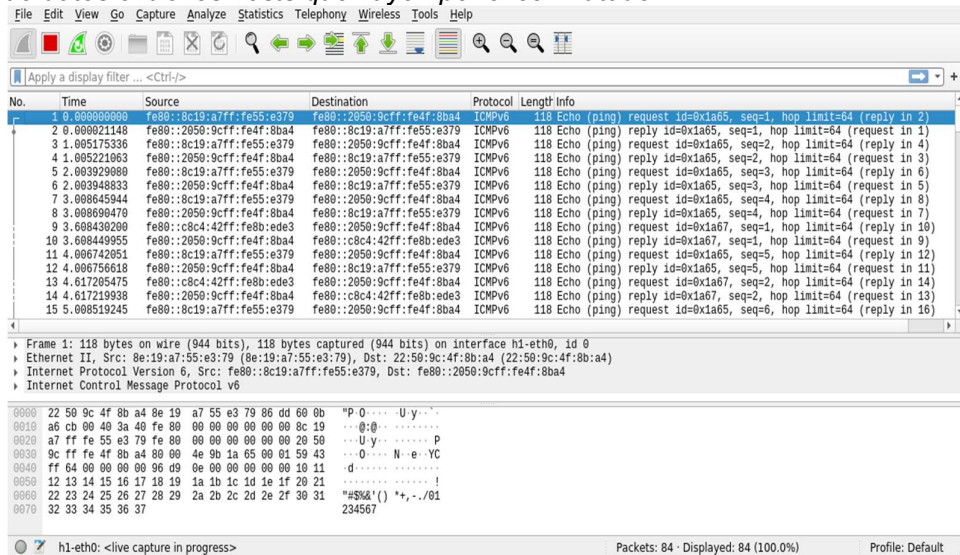 File Edit View Go Capture Analyze Statistics Telephony Wireless Tools Help
Apply a display filter ... <Ctrl-/>
No. Time Source Destination Protocol Length Info
1 0.000000000 fe80::8c19:a7ff:fe55:e379 fe80::2050:9cff:fe4f:8ba4 ICMPv6 118 Echo (ping) request id=0x1a65, seq=1, hop limit=64 (reply in 2)
2 0.000021148 fe80::2050:9cff:fe4f:8ba4 fe80::8c19:a7ff:fe55:e379 ICMPv6 118 Echo (ping) reply id=0x1a65, seq=1, hop limit=64 (request in 1)
3 1.005175336 fe80::8c19:a7ff:fe55:e379 fe80::2050:9cff:fe4f:8ba4 ICMPv6 118 Echo (ping) request id=0x1a65, seq=2, hop limit=64 (reply in 4)
4 1.005221063 fe80::2050:9cff:fe4f:8ba4 fe80::8c19:a7ff:fe55:e379 ICMPv6 118 Echo (ping) reply id=0x1a65, seq=2, hop limit=64 (request in 3)
5 2.003929080 fe80::8c19:a7ff:fe55:e379 fe80::2050:9cff:fe4f:8ba4 ICMPv6 118 Echo (ping) request id=0x1a65, seq=3, hop limit=64 (reply in 6)
6 2.003948833 fe80::2050:9cff:fe4f:8ba4 fe80::8c19:a7ff:fe55:e379 ICMPv6 118 Echo (ping) reply id=0x1a65, seq=3, hop limit=64 (request in 5)
7 3.008645944 fe80::8c19:a7ff:fe55:e379 fe80::2050:9cff:fe4f:8ba4 ICMPv6 118 Echo (ping) request id=0x1a65, seq=4, hop limit=64 (reply in 8)
8 3.008690470 fe80::2050:9cff:fe4f:8ba4 fe80::8c19:a7ff:fe55:e379 ICMPv6 118 Echo (ping) reply id=0x1a65, seq=4, hop limit=64 (request in 7)
9 3.608430200 fe80::c8c4:42ff:fe8b:ede3 fe80::2050:9cff:fe4f:8ba4 ICMPv6 118 Echo (ping) request id=0x1a67, seq=1, hop limit=64 (reply in 10)
10 3.608449955 fe80::2050:9cff:fe4f:8ba4 fe80::c8c4:42ff:fe8b:ede3 ICMPv6 118 Echo (ping) reply id=0x1a67, seq=1, hop limit=64 (request in 9)
11 4.006742051 fe80::8c19:a7ff:fe55:e379 fe80::2050:9cff:fe4f:8ba4 ICMPv6 118 Echo (ping) request id=0x1a65, seq=5, hop limit=64 (reply in 12)
12 4.006756618 fe80::2050:9cff:fe4f:8ba4 fe80::8c19:a7ff:fe55:e379 ICMPv6 118 Echo (ping) reply id=0x1a65, seq=5, hop limit=64 (request in 11)
13 4.617205475 fe80::c8c4:42ff:fe8b:ede3 fe80::2050:9cff:fe4f:8ba4 ICMPv6 118 Echo (ping) request id=0x1a67, seq=2, hop limit=64 (reply in 14)
14 4.617219938 fe80::2050:9cff:fe4f:8ba4 fe80::c8c4:42ff:fe8b:ede3 ICMPv6 118 Echo (ping) reply id=0x1a67, seq=2, hop limit=64 (request in 13)
15 5.008519245 fe80::8c19:a7ff:fe55:e379 fe80::2050:9cff:fe4f:8ba4 ICMPv6 118 Echo (ping) request id=0x1a65, seq=6, hop limit=64 (reply in 16)
Frame 1: 118 bytes on wire (944 bits), 118 bytes captured (944 bits) on interface h1-eth0, id 0
Ethernet II, Src: 8e:19:a7:55:e3:79 (8e:19:a7:55:e3:79), Dst: 22:50:9c:4f:8b:a4 (22:50:9c:4f:8b:a4)
Internet Protocol Version 6, Src: fe80::8c19:a7ff:fe55:e379, Dst: fe80::2050:9cff:fe4f:8ba4
Internet Control Message Protocol v6
0000 22 50 9c 4f 8b a4 8e 19 a7 55 e3 79 86 dd 60 0b "P·O···· ·U·y··`·
0010 a6 cb 00 40 3a 40 fe 80 00 00 00 00 00 00 8c 19 ···@:@·· ········
0020 a7 ff fe 55 e3 79 fe 80 00 00 00 00 00 00 20 50 ···U·y·· ······ P
0030 9c ff fe 4f 8b a4 80 00 4e 9b 1a 65 00 01 59 43 ···O···· N··e··YC
0040 ff 64 00 00 00 00 96 d9 0e 00 00 00 00 00 10 11 ·d······ ········
0050 12 13 14 15 16 17 18 19 1a 1b 1c 1d 1e 1f 20 21 ········ ······ !
0060 22 23 24 25 26 27 28 29 2a 2b 2c 2d 2e 2f 30 31 "#$%&'() *+,-./01
0070 32 33 34 35 36 37 234567
h1-eth0: <live capture in progress> Packets: 84 · Displayed: 84 (100.0%) Profile: Default